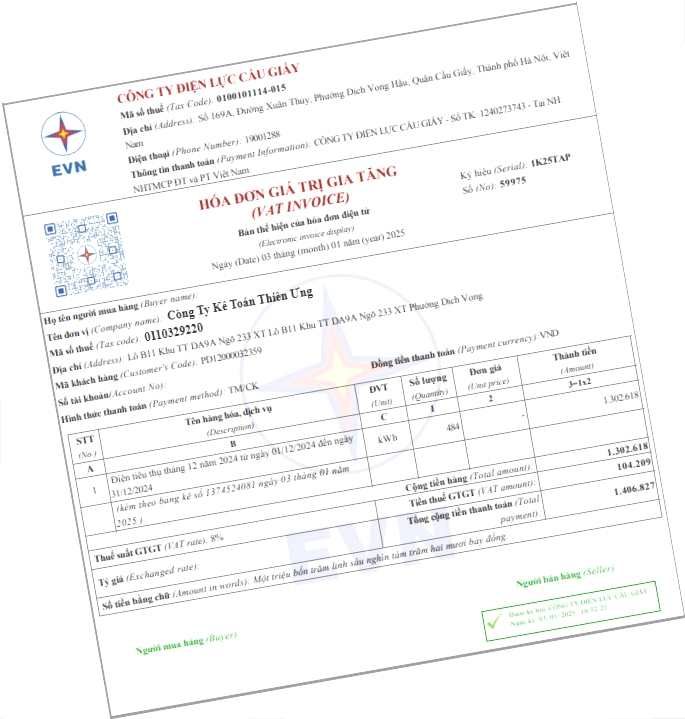 CÔNG TY ĐIỆN LỰC CẦU GIẤY
Mã số thuế (Tax Code): 0100101114-015
Địa chỉ (Address): Số 169A, Đường Xuân Thuỷ, Phường Dịch Vọng Hậu, Quận Cầu Giấy, Thành phố Hà Nội, Việt
Nam
Điện thoại (Phone Number): 19001288
Thông tin thanh toán (Payment Information): CÔNG TY ĐIỆN LỰC CẦU GIẤY - Số TK: 1240273743 - Tại NH:
NHTMCP ĐT và PT Việt Nam
EVN
HÓA ĐƠN GIÁ TRỊ GIA TĂNG
(VAT INVOICE)
Bản thể hiện của hóa đơn điện tử
(Electronic invoice display)
Ngày (Date) 03 tháng (month) 01 năm (year) 2025
Ký hiệu (Serial): 1K25TAP
Số (No): 59975
Họ tên người mua hàng (Buyer name):
Tên đơn vị (Company name): Công Ty Kế Toán Thiên Ưng
Mã số thuế (Tax code): 0110329220
Địa chỉ (Address): Lô B11 Khu TT DA9A Ngõ 233 XT Lô B11 Khu TT DA9A Ngõ 233 XT Phường Dịch Vọng
Mã khách hàng (Customer's Code): PD12000032359
Số tài khoản(Account No):
Hình thức thanh toán (Payment method): TM/CK
Đồng tiền thanh toán (Payment currency) VND
STT (No.) Tên hàng hóa, dịch vụ (Description) ĐVT (Unit) Số lượng (Quantity) Đơn giá (Unit price) Thành tiền (Amount)
A B C 1 2 3=1x2
1 Điện tiêu thụ tháng 12 năm 2024 từ ngày 01/12/2024 đến ngày 31/12/2024 kWh 484 - 1.302.618
(kèm theo bảng kê số 1374524081 ngày 03 tháng 01 năm 2025 )
Cộng tiền hàng (Total amount): 1.302.618
Thuế suất GTGT (VAT rate): 8% Tiền thuế GTGT (VAT amount): 104.209
Tỷ giá (Exchanged rate): Tổng cộng tiền thanh toán (Total payment): 1.406.827
Số tiền bằng chữ (Amount in words): Một triệu bốn trăm linh sáu nghìn tám trăm hai mươi bảy đồng.
Người mua hàng (Buyer)
Người bán hàng (Seller)
Được ký bởi: CÔNG TY ĐIỆN LỰC CẦU GIẤY
EVN